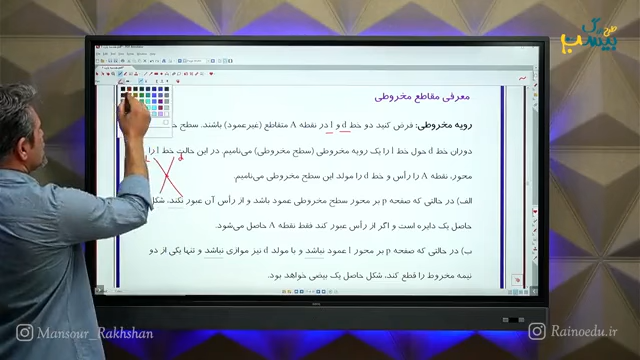 طرح بزرگ بیست
معرفی مقاطع مخروطی
رویه مخروطی: فرض کنید دو خط d و l در نقطه A متقاطع (غیرعمود) باشند. سطح
دوران خط d حول خط l را یک رویه مخروطی (سطح مخروطی) می‌نامیم. در این حالت خط l را
محور، نقطه A را رأس و خط d را مولد این سطح مخروطی می‌نامیم.
الف) در حالتی که صفحه p بر محور سطح مخروطی عمود باشد و از رأس آن عبور نکند، شکل
حاصل یک دایره است و اگر از رأس عبور کند فقط نقطه A حاصل می‌شود.
ب) در حالتی که صفحه p بر محور l عمود نباشد و با مولد d نیز موازی نباشد و تنها یکی از دو
نیمه مخروط را قطع کند، شکل حاصل یک بیضی خواهد بود.
L d
Mansour_Rakhshan
Rainoedu.ir